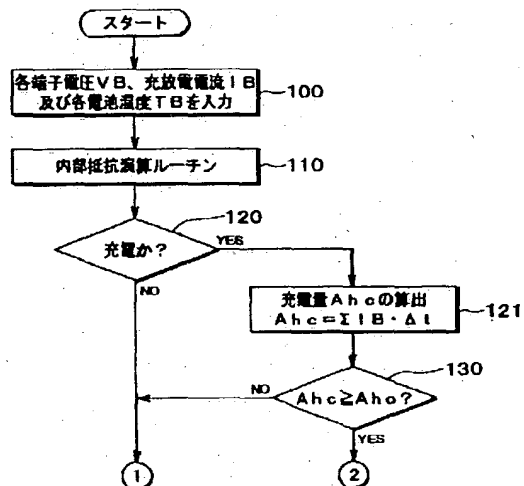 スタート
各端子電圧VB、充放電電流IB
及び各電池温度TBを入力
100
内部抵抗演算ルーチン
110
120
充電か?
YES
NO
充電量Ahcの算出
Ahc=ΣIB・Δt
121
130
Ahc≧Aho?
NO
YES
1
2